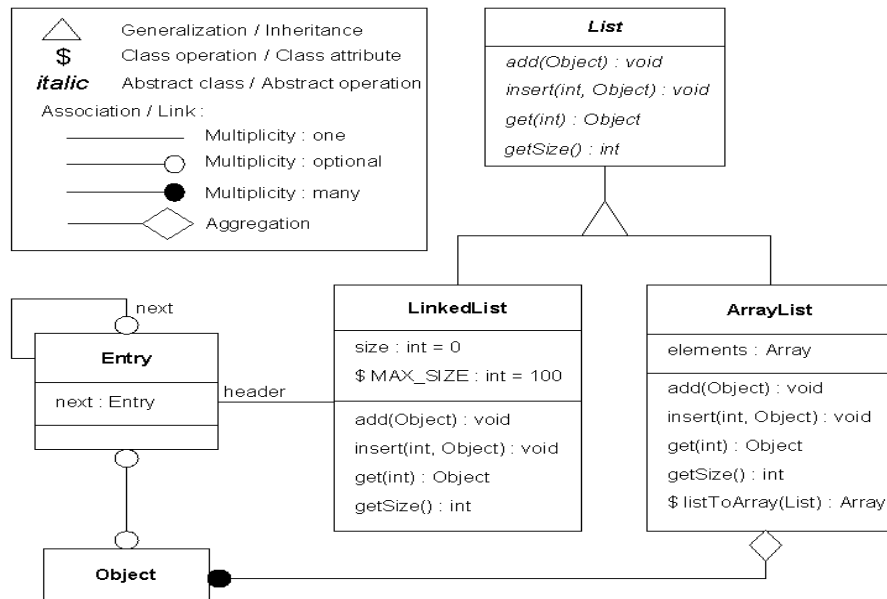 Generalization / Inheritance
$ Class operation / Class attribute
italic Abstract class / Abstract operation
Association / Link :
Multiplicity : one
Multiplicity : optional
Multiplicity : many
Aggregation
List
add(Object) : void
insert(int, Object) : void
get(int) : Object
getSize() : int
next
Entry
next : Entry
header
LinkedList
size : int = 0
$ MAX_SIZE : int = 100
add(Object) : void
insert(int, Object) : void
get(int) : Object
getSize() : int
ArrayList
elements : Array
add(Object) : void
insert(int, Object) : void
get(int) : Object
getSize() : int
$ listToArray(List) : Array
Object